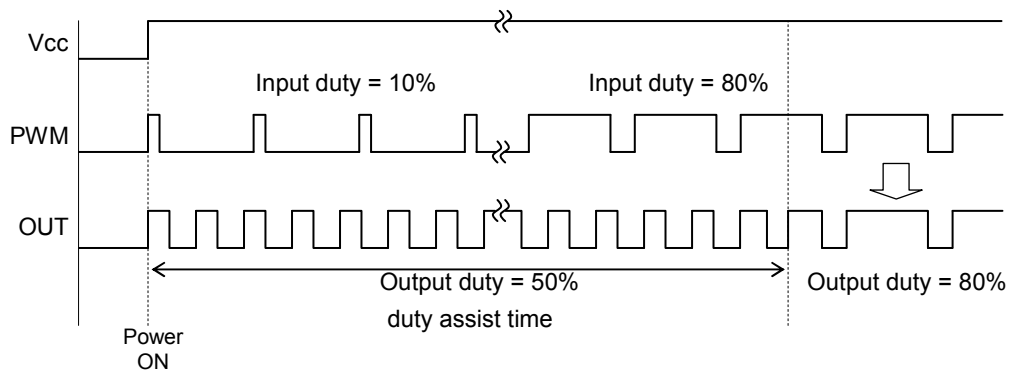 Vcc
Input duty = 10%
Input duty = 80%
PWM
OUT
Output duty = 50%
Output duty = 80%
duty assist time
Power
ON